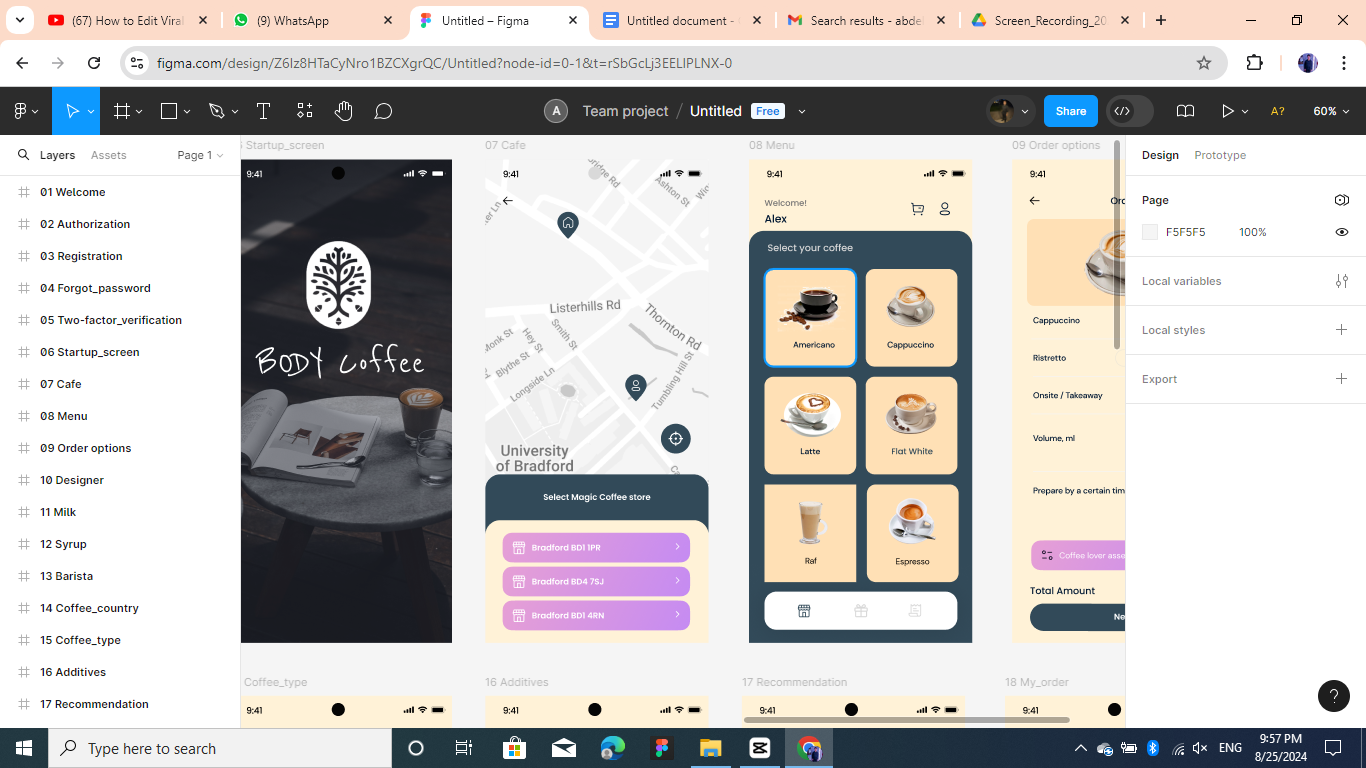 (67) How to Edit Viral
(9) WhatsApp
Untitled – Figma
Untitled document -
Search results - abde
Screen_Recording_20
figma.com/design/Z6Iz8HTaCyNro1BZCXgrQC/Untitled?node-id=0-1&t=rSbGcLj3EELIPLNX-0
A
Team project / Untitled
Free
Share
A?
60%
Layers
Assets
Page 1
01 Welcome
02 Authorization
03 Registration
04 Forgot_password
05 Two-factor_verification
06 Startup_screen
07 Cafe
08 Menu
09 Order options
10 Designer
11 Milk
12 Syrup
13 Barista
14 Coffee_country
15 Coffee_type
16 Additives
17 Recommendation
Startup_screen
9:41
BODY Coffee
07 Cafe
9:41
Ashton St
Listerhills Rd
Thornton Rd
Smith St
Hey St
Monk St
Blythe St
Longside Ln
Tumbling Hill St
University
of Bradford
Select Magic Coffee store
Bradford BD1 1PR
Bradford BD4 7SJ
Bradford BD1 4RN
08 Menu
9:41
Welcome!
Alex
Select your coffee
Americano
Cappuccino
Latte
Flat White
Raf
Espresso
09 Order options
9:41
Ord
Cappuccino
Ristretto
Onsite / Takeaway
Volume, ml
Prepare by a certain tim
Coffee lover asse
Total Amount
Ne
Coffee_type
9:41
16 Additives
9:41
17 Recommendation
9:41
18 My_order
9:41
Design
Prototype
Page
F5F5F5
100%
Local variables
Local styles
Export
?
Type here to search
ENG
9:57 PM
8/25/2024